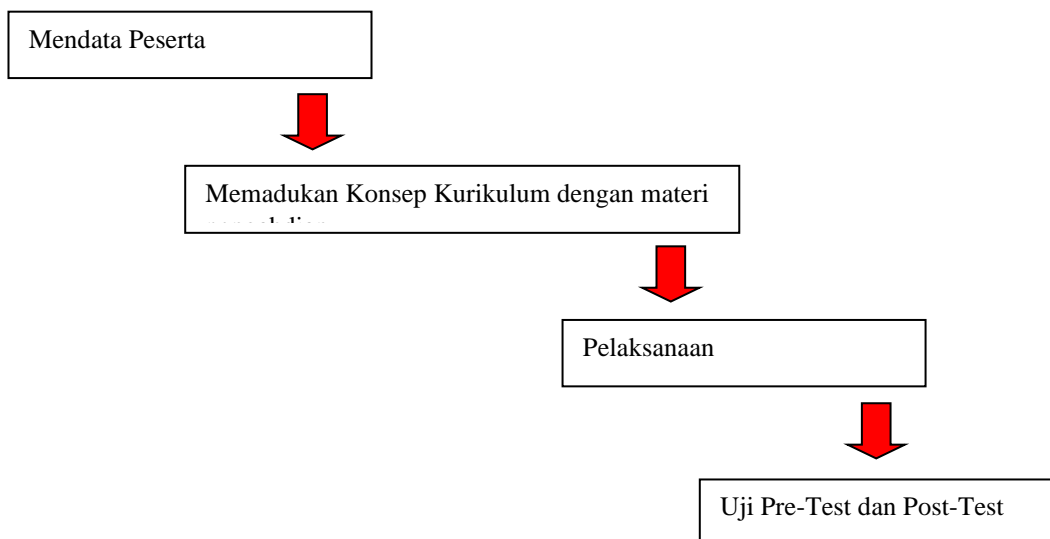 Mendata Peserta
Memadukan Konsep Kurikulum dengan materi
Pelaksanaan
Uji Pre-Test dan Post-Test